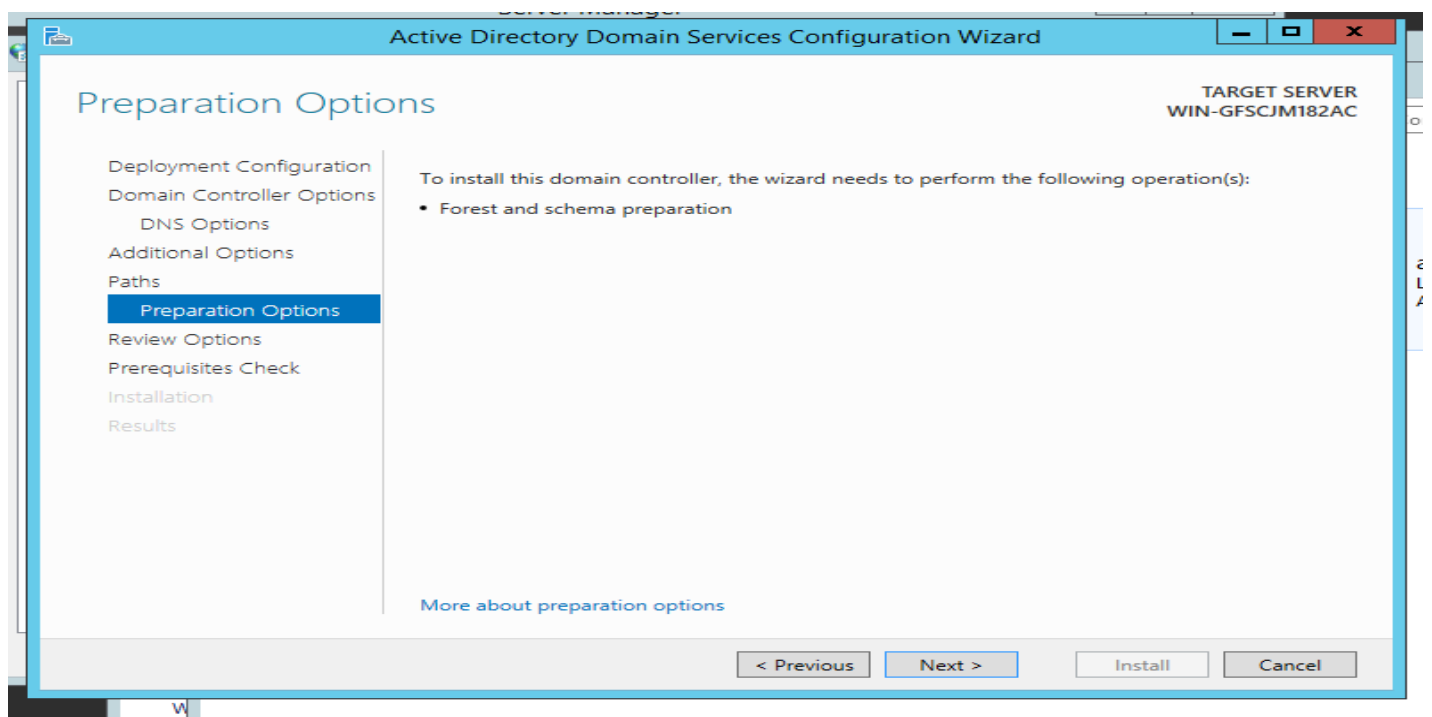 Active Directory Domain Services Configuration Wizard
Preparation Options
TARGET SERVER
WIN-GFSCJM182AC
Deployment Configuration
Domain Controller Options
DNS Options
Additional Options
Paths
Preparation Options
Review Options
Prerequisites Check
Installation
Results
To install this domain controller, the wizard needs to perform the following operation(s):
• Forest and schema preparation
More about preparation options
< Previous
Next >
Install
Cancel